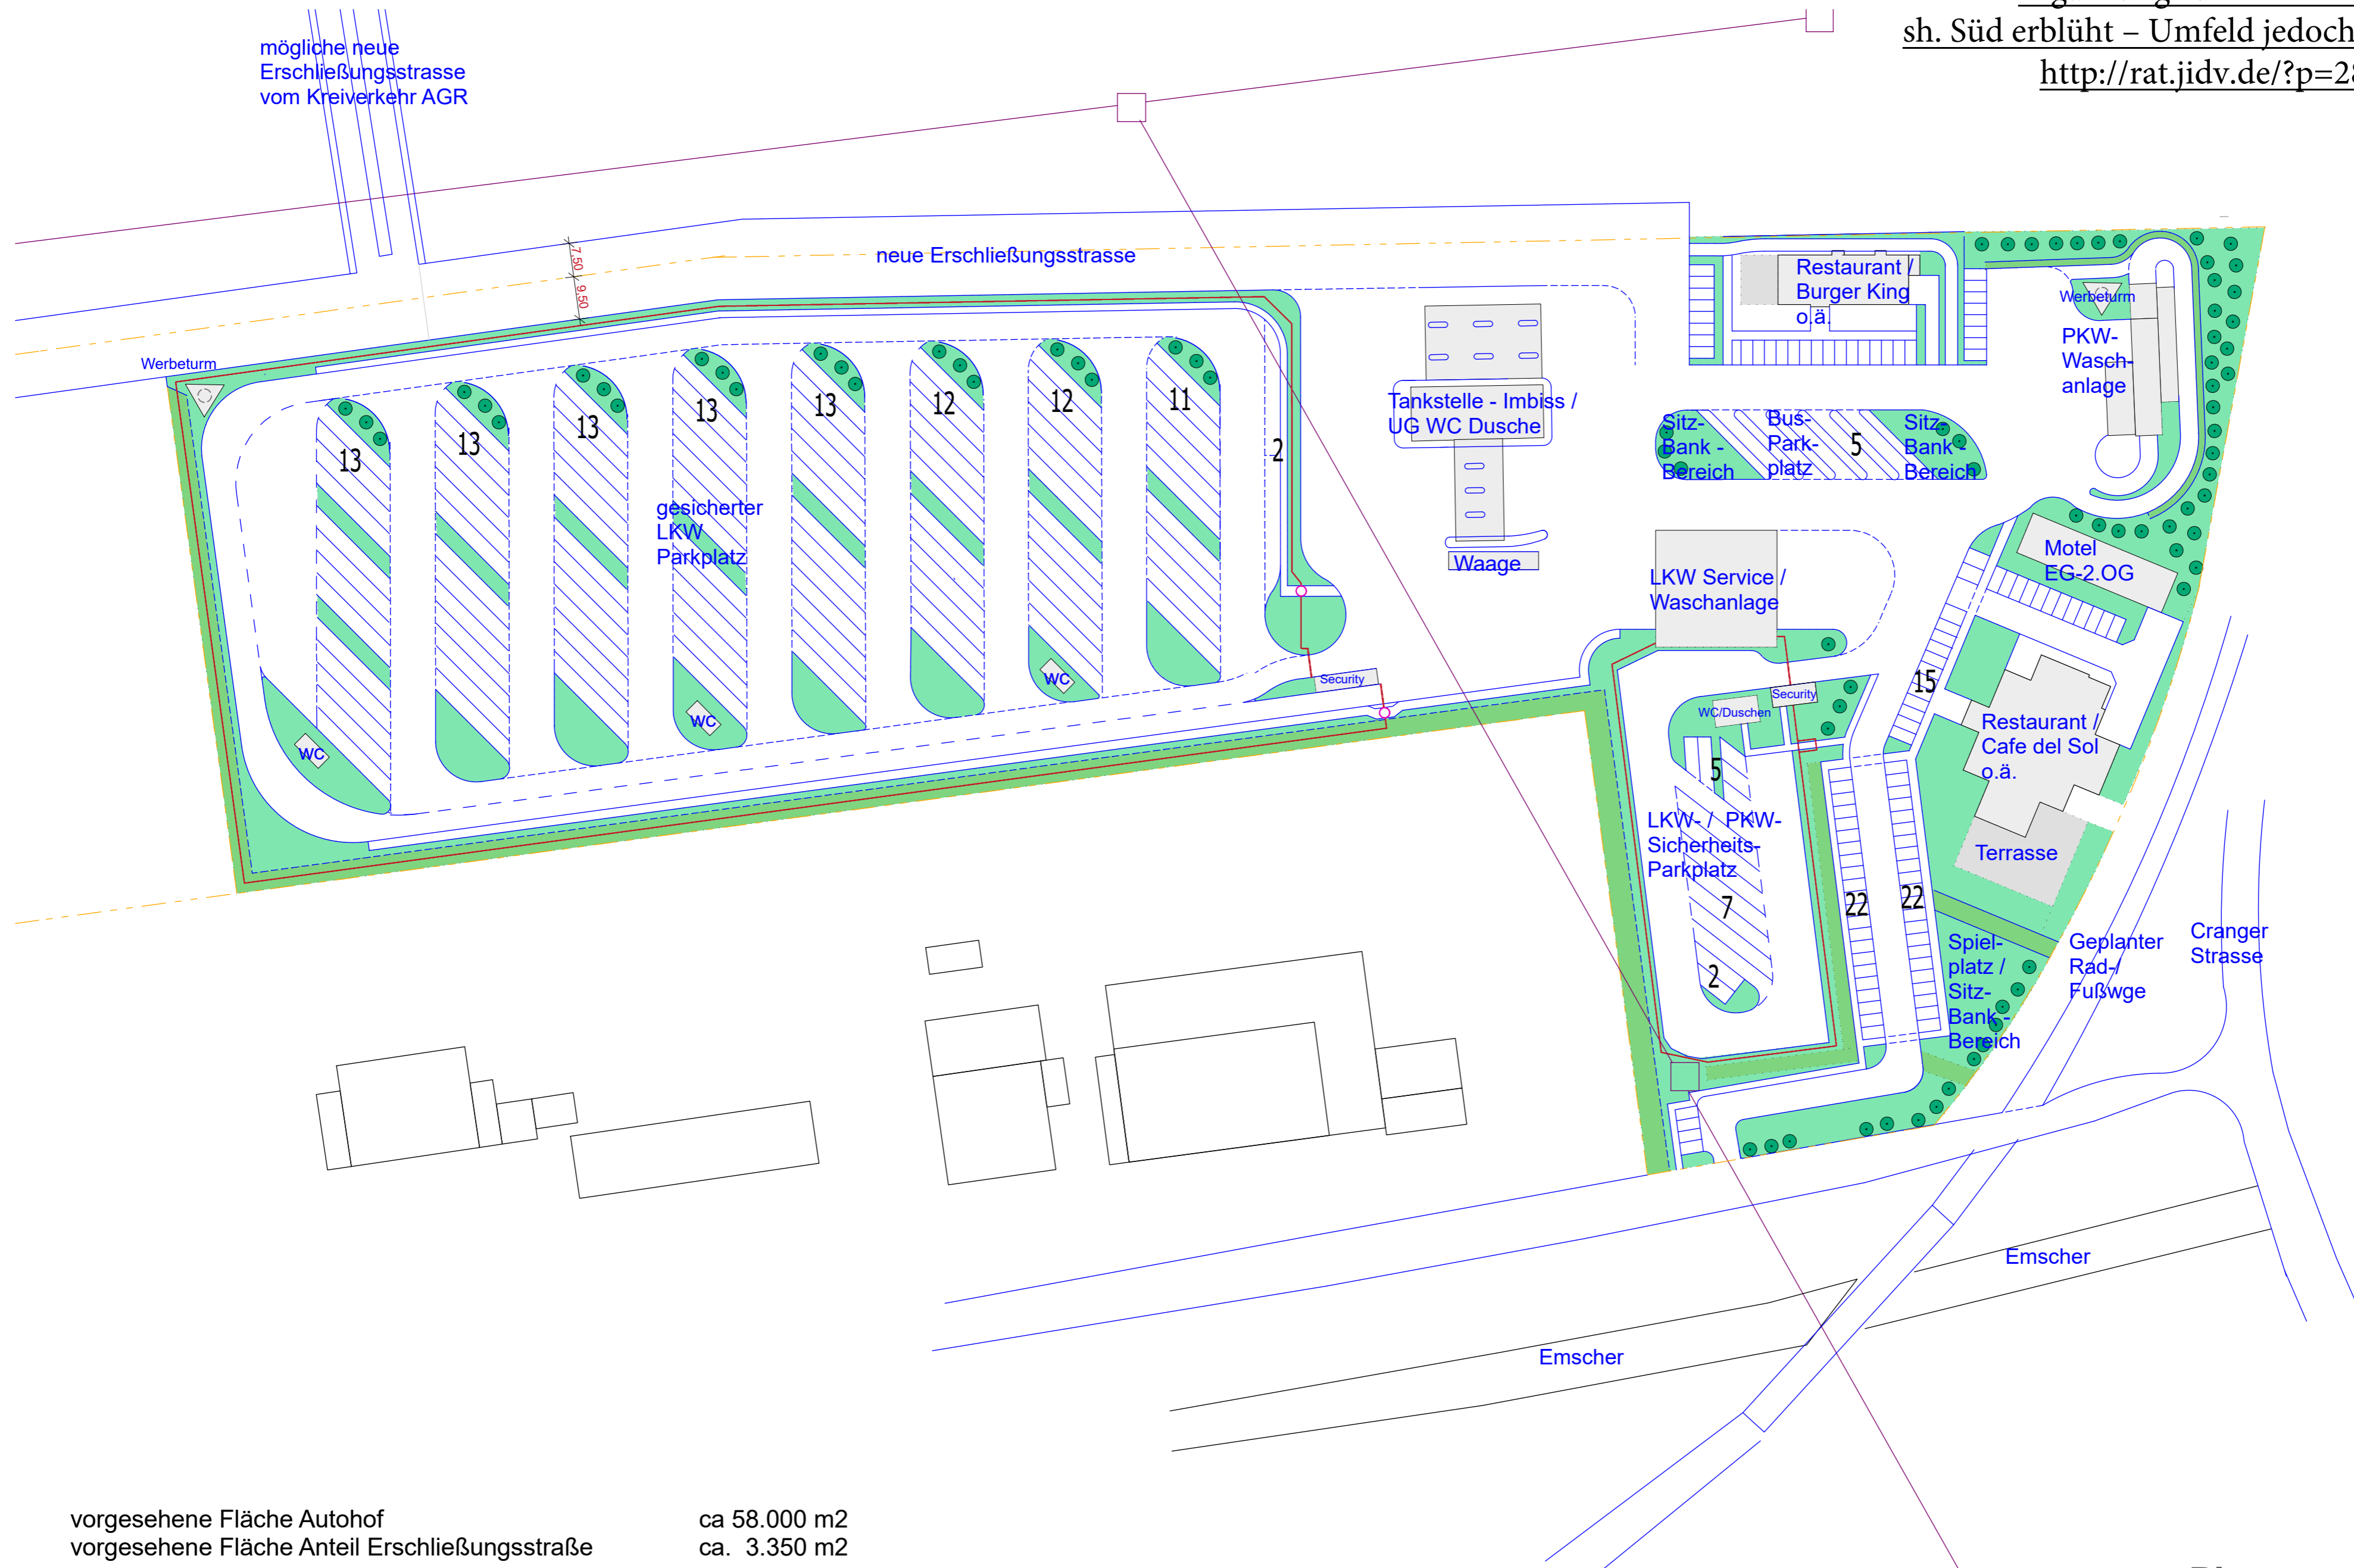 sh. Süd erblüht – Umfeld jedoch
http://rat.jidv.de/?p=28
mögliche neue
Erschließungsstrasse
vom Kreiverkehr AGR
neue Erschließungsstrasse
7.50
9.50
Werbeturm
13
13
13
13
13
12
12
11
2
gesicherter
LKW
Parkplatz
WC
WC
WC
Security
Tankstelle - Imbiss /
UG WC Dusche
Waage
Restaurant /
Burger King
o.ä.
Werbeturm
PKW-
Wasch-
anlage
Sitz-
Bank -
Bereich
Bus-
Park-
platz
5
Sitz-
Bank -
Bereich
LKW Service /
Waschanlage
Motel
EG-2.OG
15
Security
WC/Duschen
5
LKW- / PKW-
Sicherheits-
Parkplatz
7
2
22
22
Restaurant /
Cafe del Sol
o.ä.
Terrasse
Spiel-
platz /
Sitz-
Bank -
Bereich
Geplanter
Rad-/
Fußwge
Cranger
Strasse
Emscher
Emscher
vorgesehene Fläche Autohof ca 58.000 m2
vorgesehene Fläche Anteil Erschließungsstraße ca. 3.350 m2